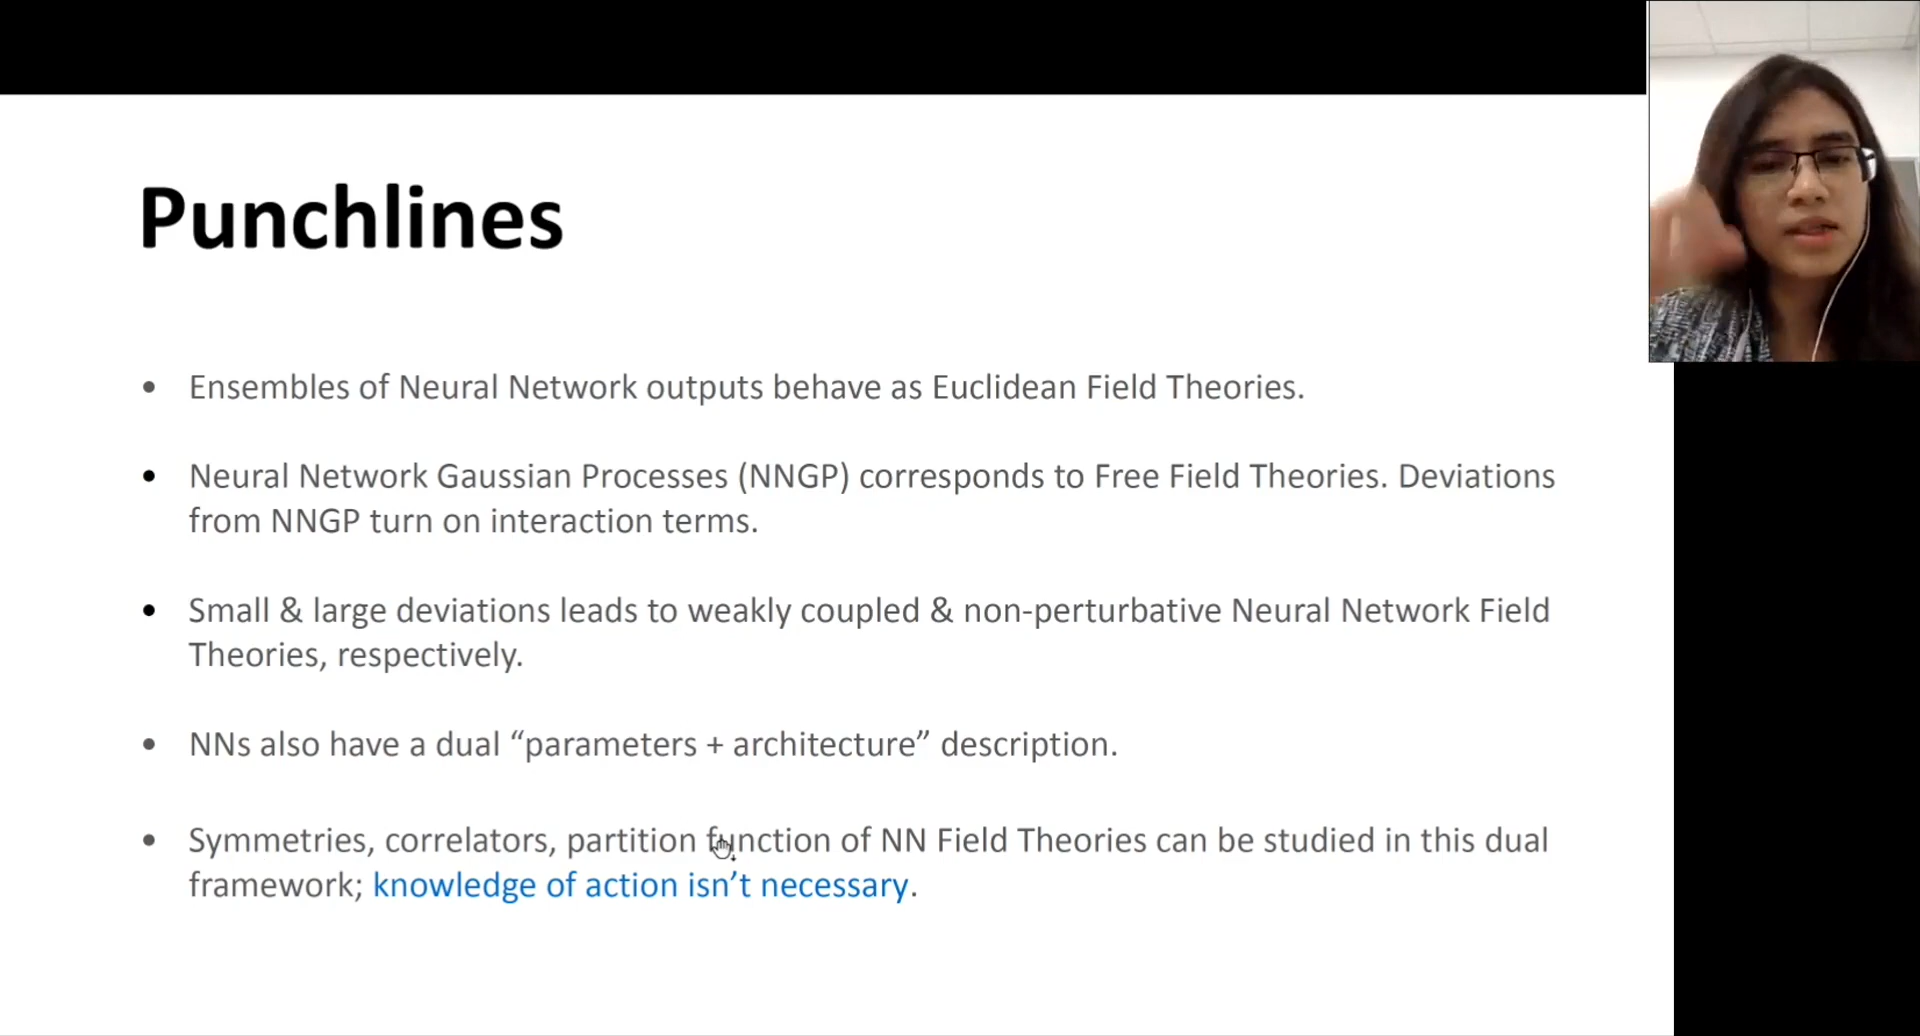 Punchlines
• Ensembles of Neural Network outputs behave as Euclidean Field Theories.
• Neural Network Gaussian Processes (NNGP) corresponds to Free Field Theories. Deviations
from NNGP turn on interaction terms.
• Small & large deviations leads to weakly coupled & non-perturbative Neural Network Field
Theories, respectively.
• NNs also have a dual “parameters + architecture” description.
• Symmetries, correlators, partition function of NN Field Theories can be studied in this dual
framework; knowledge of action isn’t necessary.